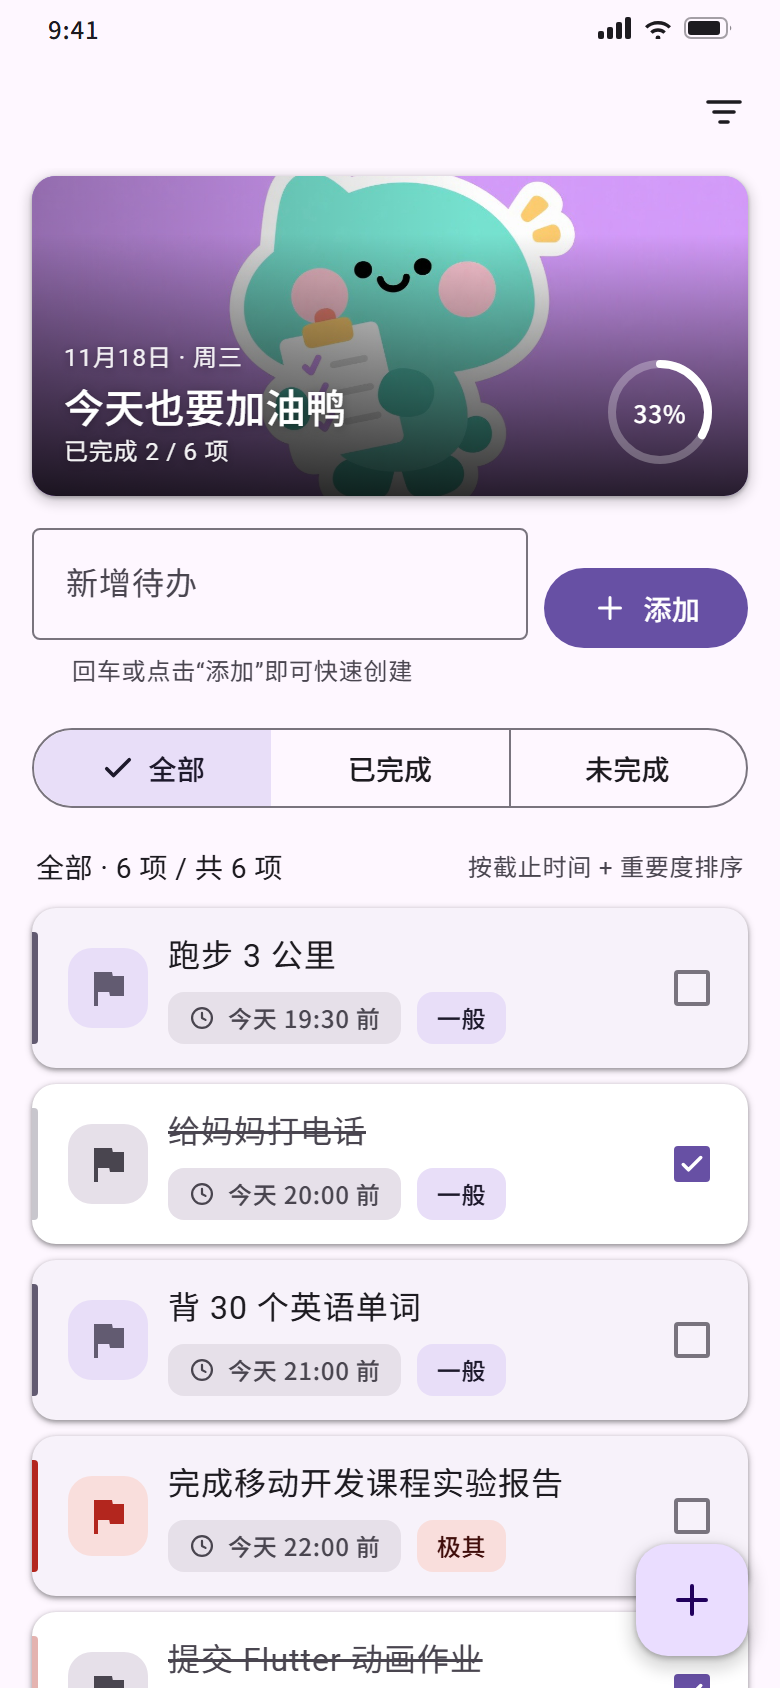 9:41
11月18日 · 周三
今天也要加油鸭
已完成 2 / 6 项
33%
新增待办
添加
回车或点击“添加”即可快速创建
全部
已完成
未完成
全部 · 6 项 / 共 6 项
按截止时间 + 重要度排序
跑步 3 公里
今天 19:30 前
一般
给妈妈打电话
今天 20:00 前
一般
背 30 个英语单词
今天 21:00 前
一般
完成移动开发课程实验报告
今天 22:00 前
极其
提交 Flutter 动画作业